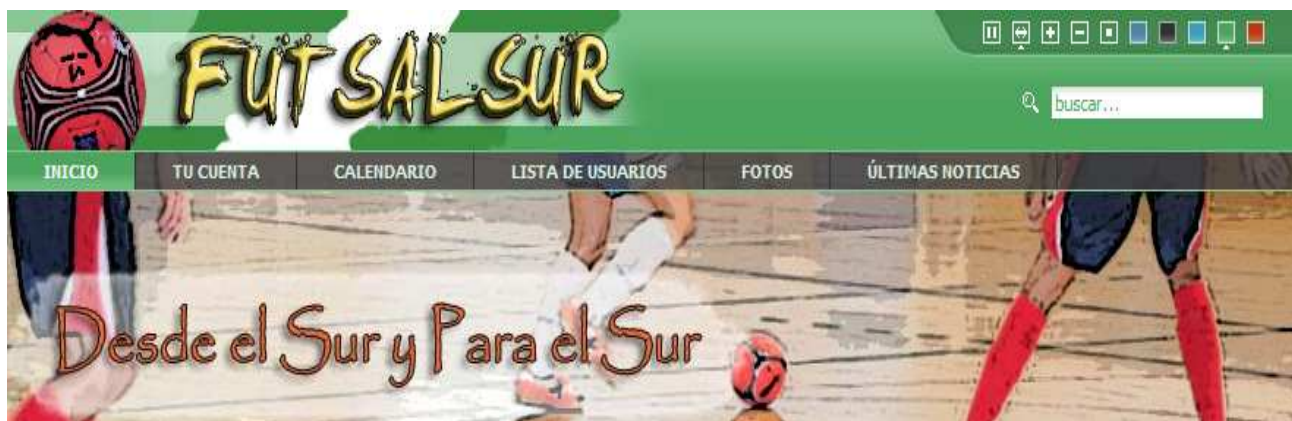 FUTSALSUR
buscar...
INICIO TU CUENTA CALENDARIO LISTA DE USUARIOS FOTOS ÚLTIMAS NOTICIAS
Desde el Sur y Para el Sur